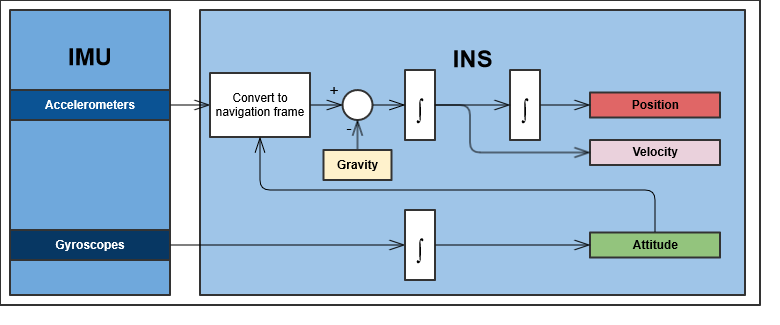 IMU
INS
Accelerometers
Convert to
navigation frame
+
-
∫
∫
Position
Velocity
Gravity
Gyroscopes
∫
Attitude